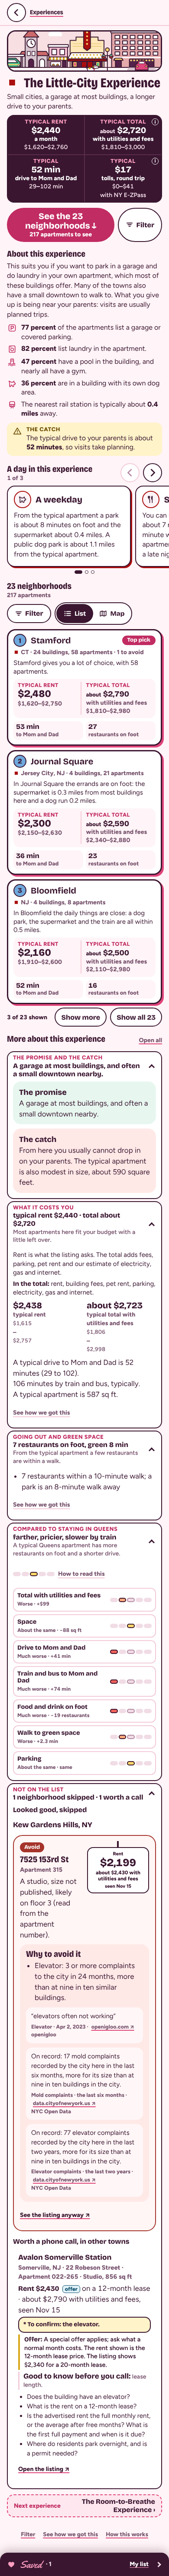 Experiences
The Little-City Experience
Small cities, a garage at most buildings, a longer
drive to your parents.
TYPICAL RENT
$2,440
a month
$1,620–$2,760
TYPICAL TOTAL
about $2,720
with utilities and fees
$1,810–$3,000
TYPICAL
52 min
drive to Mom and Dad
29–102 min
TYPICAL
$17
tolls, round trip
$0–$41
with NY E-ZPass
See the 23
neighborhoods ↓
217 apartments to see
Filter
About this experience
This suits you if you want to park in a garage and
do laundry in your own apartment, which most of
these buildings offer. Many of the towns also
have a small downtown to walk to. What you give
up is being near your parents: visits are usually
planned trips.
77 percent of the apartments list a garage or
covered parking.
82 percent list laundry in the apartment.
47 have a pool in the building, and
nearly all have a gym.
36 percent are in a building with its own dog
area.
The nearest rail station is typically about 0.4
miles away.
THE CATCH
The typical drive to your parents is about
52 minutes, so visits take planning.
A day in this experience
1 of 3
A weekday
From the typical apartment a park
is about 8 minutes on foot and the
supermarket about 0.4 miles. A
public dog park is about 1.1 miles
from the typical apartment.
S
You can
about 7
minute v
apartme
a late nig
23 neighborhoods
217 apartments
Filter
List
Map
1
Stamford
Top pick
CT · 24 buildings, 58 apartments · 1 to avoid
Stamford gives you a lot of choice, with 58
apartments.
TYPICAL RENT
$2,480
$1,620–$2,750
TYPICAL TOTAL
about $2,790
with utilities and fees
$1,810–$2,980
53 min
to Mom and Dad
27
restaurants on foot
2
Journal Square
Jersey City, NJ · 4 buildings, 21 apartments
In Journal Square the errands are on foot; the
supermarket is 0.3 miles from most buildings
here and a dog run 0.2 miles.
TYPICAL RENT
$2,300
$2,150–$2,630
TYPICAL TOTAL
about $2,590
with utilities and fees
$2,340–$2,880
36 min
to Mom and Dad
23
restaurants on foot
3
Bloomfield
NJ · 4 buildings, 8 apartments
In Bloomfield the daily things are close: a dog
park, the supermarket and the train are all within
0.5 miles.
TYPICAL RENT
$2,160
$1,910–$2,600
TYPICAL TOTAL
about $2,500
with utilities and fees
$2,110–$2,980
52 min
to Mom and Dad
16
restaurants on foot
3 of 23 shown
Show more
Show all 23
More about this experience
Open all
THE PROMISE AND THE CATCH
A garage at most buildings, and often
a small downtown nearby.
The promise
A garage at most buildings, and often a
small downtown nearby.
The catch
From here you usually cannot drop in
on your parents. The typical apartment
is also modest in size, about 590 square
feet.
WHAT IT COSTS YOU
typical rent $2,440 · total about
$2,720
Most apartments here fit your budget with a
little left over.
Rent is what the listing asks. The total adds fees,
parking, pet rent and our estimate of electricity,
gas and internet.
In the total: rent, building fees, pet rent, parking,
electricity, gas and internet.
$2,438
typical rent
$1,615
–
$2,757
about $2,723
typical total with
utilities and fees
$1,806
–
$2,998
A typical drive to Mom and Dad is 52
minutes (29 to 102).
106 minutes by train and bus, typically.
A typical apartment is 587 sq ft.
See how we got this
GOING OUT AND GREEN SPACE
7 restaurants on foot, green 8 min
From the typical apartment a few restaurants
are within a walk.
7 restaurants within a 10-minute walk; a
park is an 8-minute walk away
See how we got this
COMPARED TO STAYING IN QUEENS
farther, pricier, slower by train
A typical Queens apartment has more
restaurants on foot and a shorter drive.
How to read this
Total with utilities and fees
Worse · +$99
Space
About the same · −88 sq ft
Drive to Mom and Dad
Much worse · +41 min
Train and bus to Mom and
Dad
Much worse · +74 min
Food and drink on foot
Much worse · −19 restaurants
Walk to green space
Worse · +2.3 min
Parking
About the same · same
NOT ON THE LIST
1 neighborhood skipped · 1 worth a call
Looked good, skipped
Kew Gardens Hills, NY
Avoid
7525 153rd St
Apartment 315
A studio, size not
published, likely
on floor 3 (read
from the
apartment
number).
Rent
$2,199
about $2,430 with
utilities and fees
seen Nov 15
Why to avoid it
Elevator: 3 or more complaints
to the city in 24 months, more
than at nine in ten similar
buildings.
"elevators often not working"
Elevator · Apr 2, 2023 · openigloo.com ↗
openigloo
On record: 17 mold complaints
recorded by the city here in the last
six months, more for its size than at
nine in ten buildings in the city.
Mold complaints · the last six months ·
data.cityofnewyork.us ↗
NYC Open Data
On record: 77 elevator complaints
recorded by the city here in the last
two years, more for its size than at
nine in ten buildings in the city.
Elevator complaints · the last two years ·
data.cityofnewyork.us ↗
NYC Open Data
See the listing anyway ↗
Worth a phone call, in other towns
Avalon Somerville Station
Somerville, NJ · 22 Robeson Street ·
Apartment 022-265 · Studio, 856 sq ft
Rent $2,430 offer on a 12-month lease
· about $2,790 with utilities and fees,
seen Nov 15
* To confirm: the elevator.
Offer: A special offer applies; ask what a
normal month costs. The rent shown is the
12-month lease price. The listing shows
$2,340 for a 20-month lease.
Good to know before you call: lease
length.
Does the building have an elevator?
What is the rent on a 12-month lease?
Is the advertised rent the full monthly rent,
or the average after free months? What is
the first full payment and when is it due?
Where do residents park overnight, and is
a permit needed?
Open the listing ↗
Next experience
The Room-to-Breathe
Experience ›
Filter
See how we got this
How this works
Saved · 1
My list